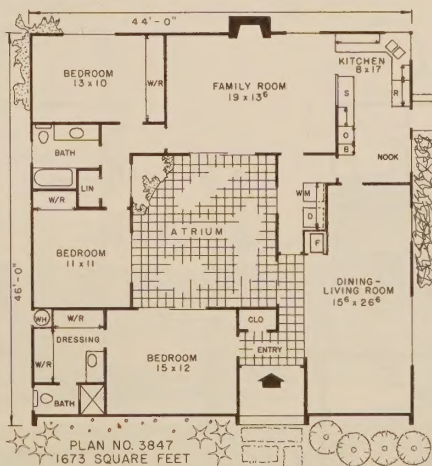 44'-0"
BEDROOM
13 x 10
W/R
FAMILY ROOM
19 x 13⁶
KITCHEN
8 x 17
S
R
O
B
NOOK
BATH
LIN
W/R
BEDROOM
11 x 11
ATRIUM
W M
D
F
DINING-
LIVING ROOM
15⁶ x 26⁶
46'-0"
WH
W/R
DRESSING
W/R
BATH
BEDROOM
15 x 12
CLO
ENTRY
PLAN NO. 3847
1673 SQUARE FEET